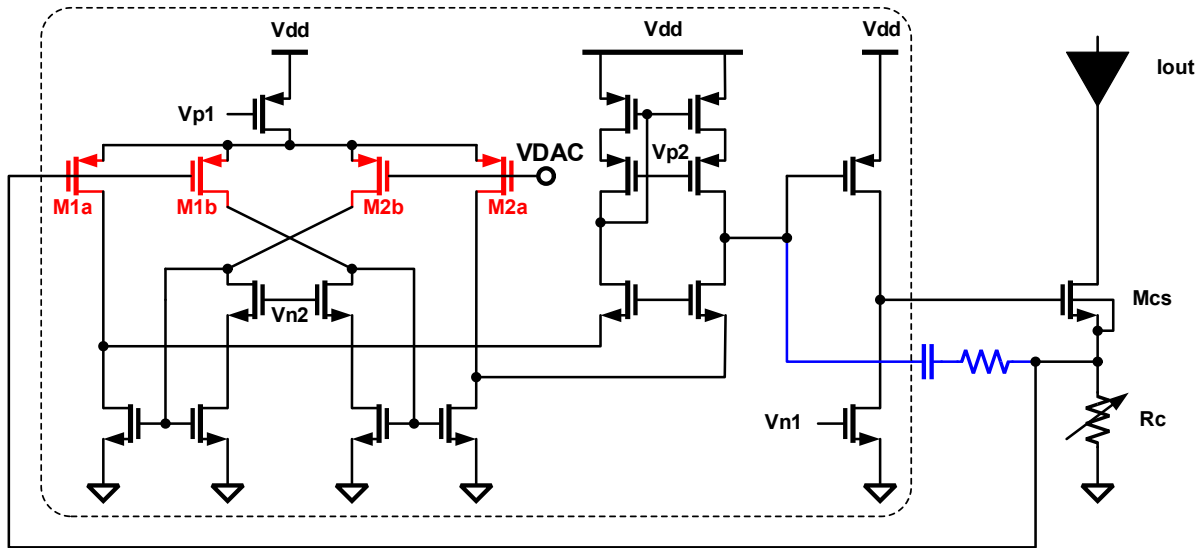 Vdd
Vdd
Vdd
Iout
Vp1
Vp2
VDAC
M1a
M1b
M2b
M2a
Vn2
Mcs
Vn1
Rc